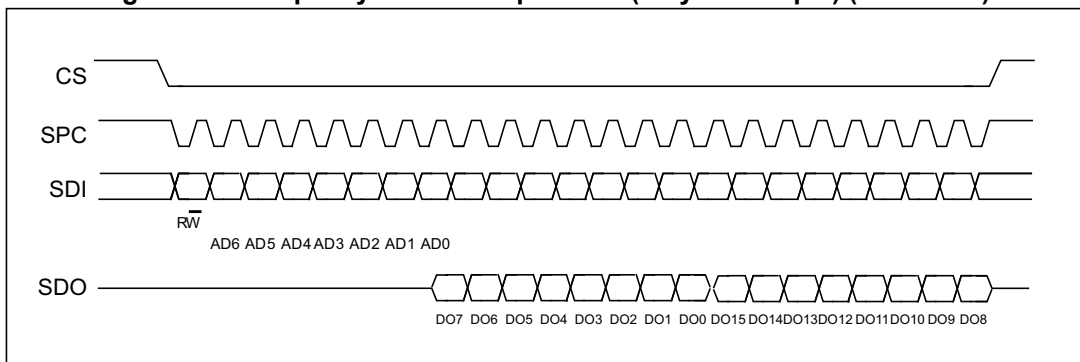 CS
SPC
SDI
RW̅
AD6 AD5 AD4 AD3 AD2 AD1 AD0
SDO
DO7 DO6 DO5 DO4 DO3 DO2 DO1 DO0 DO15 DO14 DO13 DO12 DO11 DO10 DO9 DO8